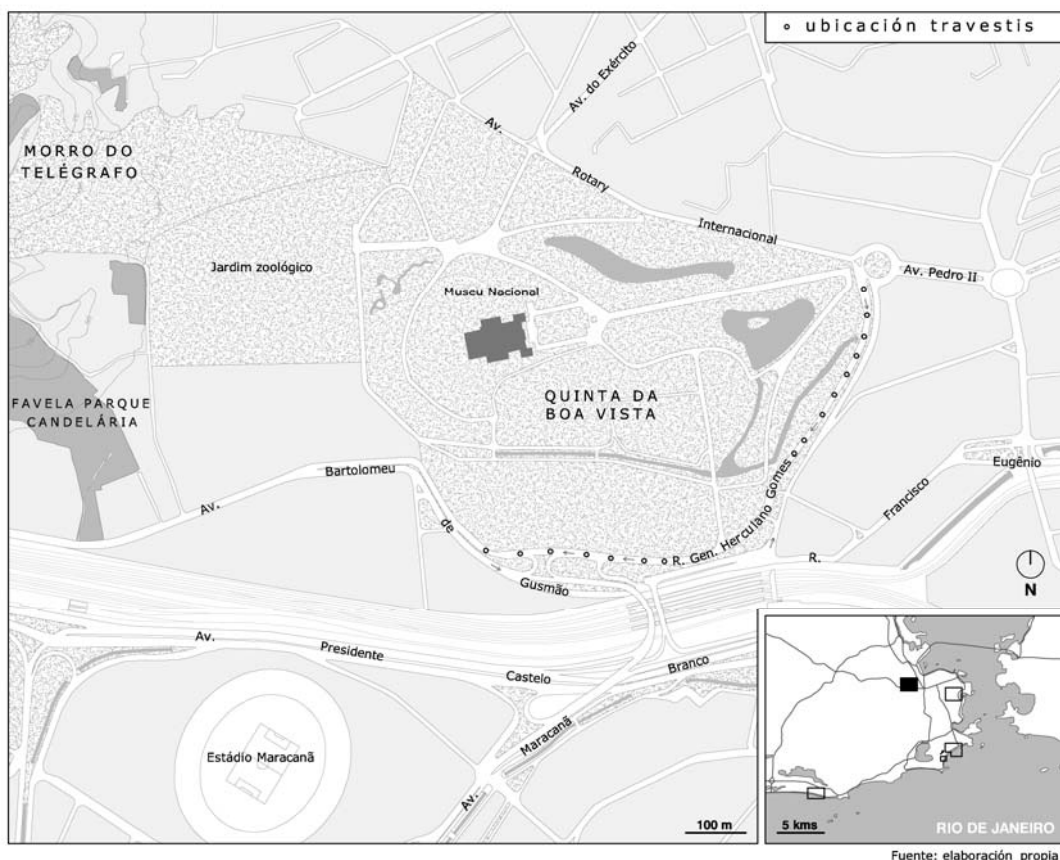 ubicación travestis
Av. do Exército
Av.
Rotary
Internacional
Av. Pedro II
MORRO DO
TELÉGRAFO
Jardim zoológico
Museu Nacional
QUINTA DA
BOA VISTA
FAVELA PARQUE
CANDELÁRIA
Av.
Bartolomeu
de
Gusmão
R. Gen. Herculano Gomes
R.
Francisco
Eugênio
N
Av.
Presidente
Castelo
Branco
Av.
Maracanã
Estádio Maracanã
100 m
5 kms
RIO DE JANEIRO
Fuente: elaboración propia